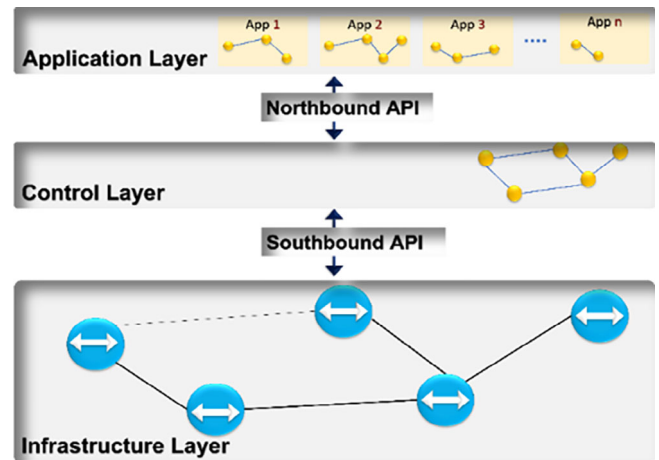 App 1
App 2
App 3
App n
Application Layer
Northbound API
Control Layer
Southbound API
Infrastructure Layer